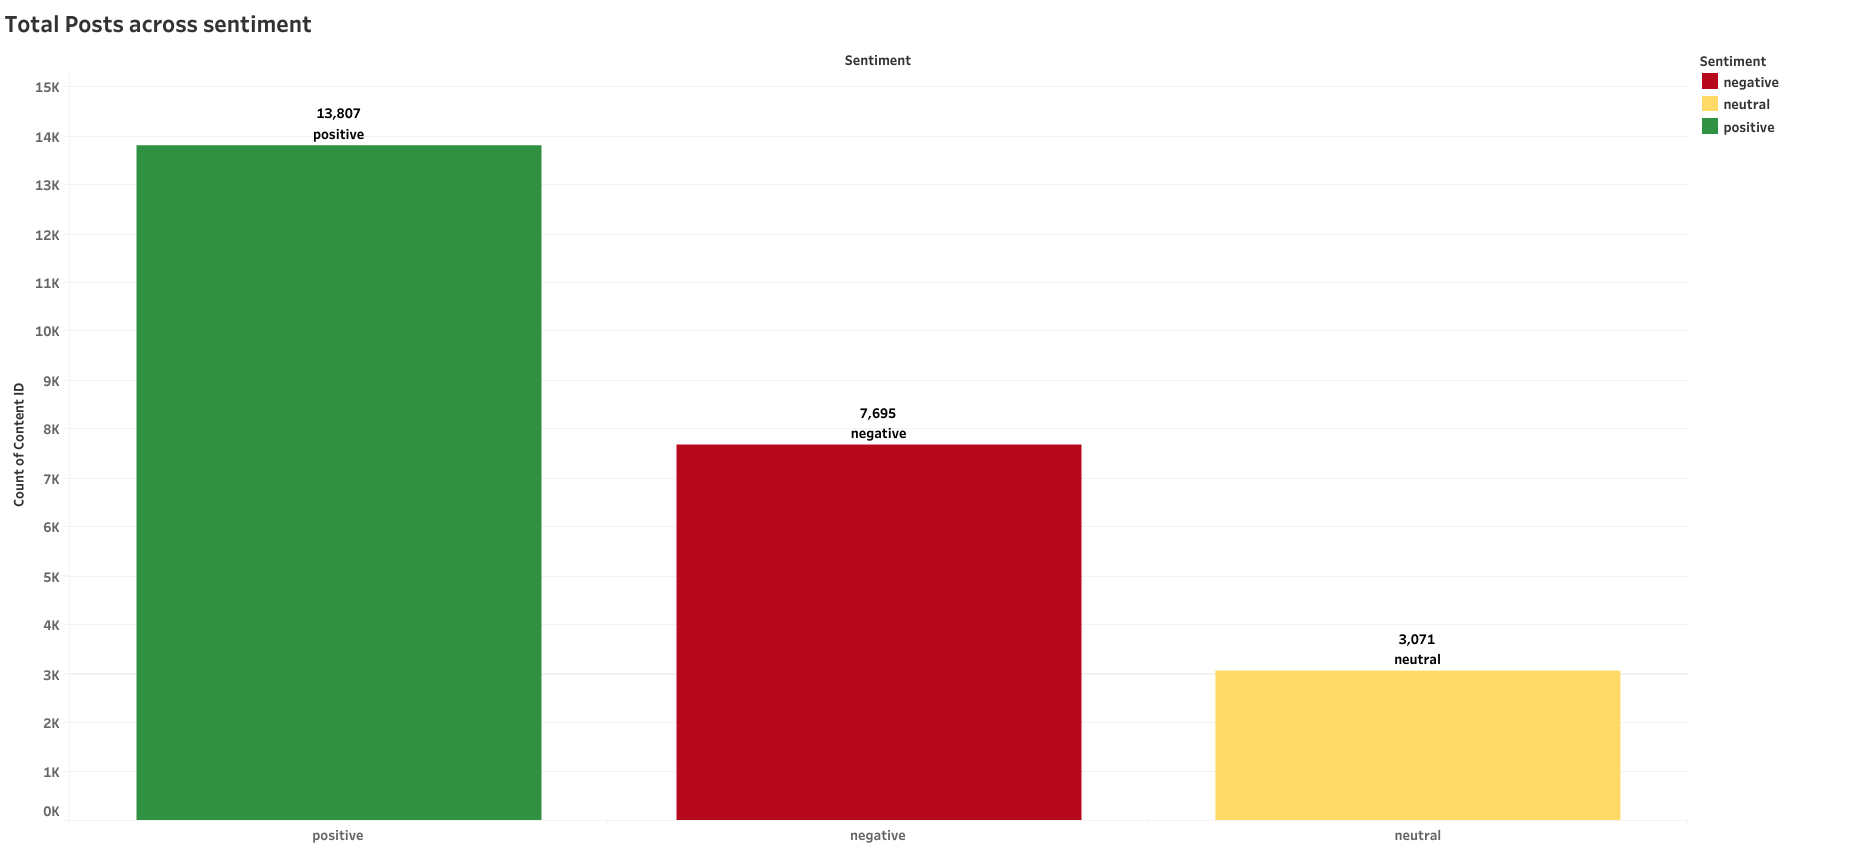 Total Posts across sentiment
Sentiment
Sentiment
negative
neutral
positive
15K
14K
13K
12K
11K
10K
9K
8K
7K
6K
5K
4K
3K
2K
1K
0K
Count of Content ID
13,807
positive
7,695
negative
3,071
neutral
positive
negative
neutral